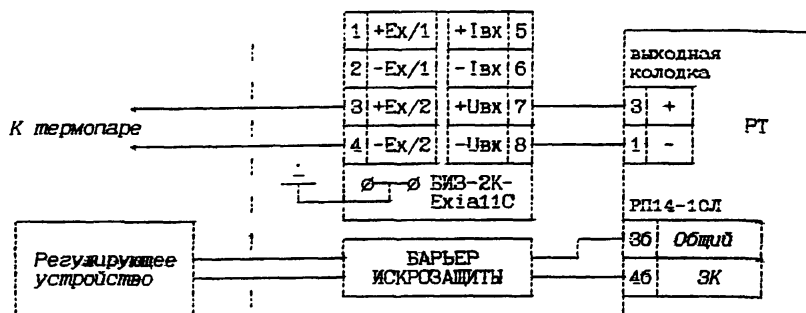 1 +Ex/1 +Iвх 5
2 -Ex/1 -Iвх 6
3 +Ex/2 +Uвх 7
4 -Ex/2 -Uвх 8
К термопаре
БИЗ-2К-
Exia11C
выходная
колодка
3 +
1 -
РТ
РП14-1СЛ
3б Общий
4б ЗК
Регулирующее
устройство
БАРЬЕР
ИСКРОЗАЩИТЫ